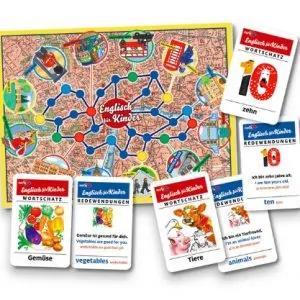 Englisch
für
Kinder
Englisch für Kinder
WORTSCHATZ
10
zehn
Englisch für Kinder
REDEWENDUNGEN
10
Ich bin zehn Jahre alt.
I am ten years old.
ten
Englisch für Kinder
WORTSCHATZ
Gemüse
Englisch für Kinder
REDEWENDUNGEN
Gemüse ist gesund für dich.
Vegetables are good for you.
vegetables
Englisch für Kinder
WORTSCHATZ
Tiere
Englisch für Kinder
REDEWENDUNGEN
Ich bin ein Tierfreund.
I'm an animal lover.
animals